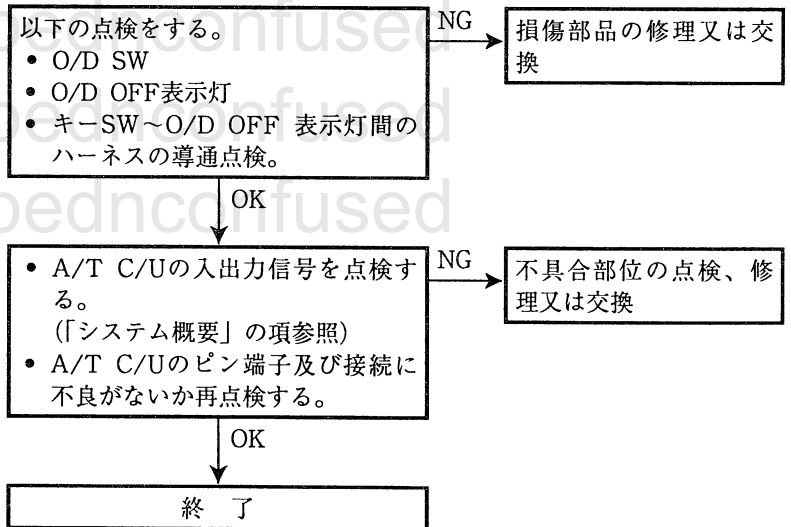 以下の点検をする。
• O/D SW
• O/D OFF表示灯
• キーSW～O/D OFF 表示灯間の
ハーネスの導通点検。
NG
損傷部品の修理又は交
換
OK
• A/T C/Uの入出力信号を点検す
る。
(「システム概要」の項参照)
• A/T C/Uのピン端子及び接続に
不良がないか再点検する。
NG
不具合部位の点検、修
理又は交換
OK
終 了
pednconfused
pednconfused
pednconfused